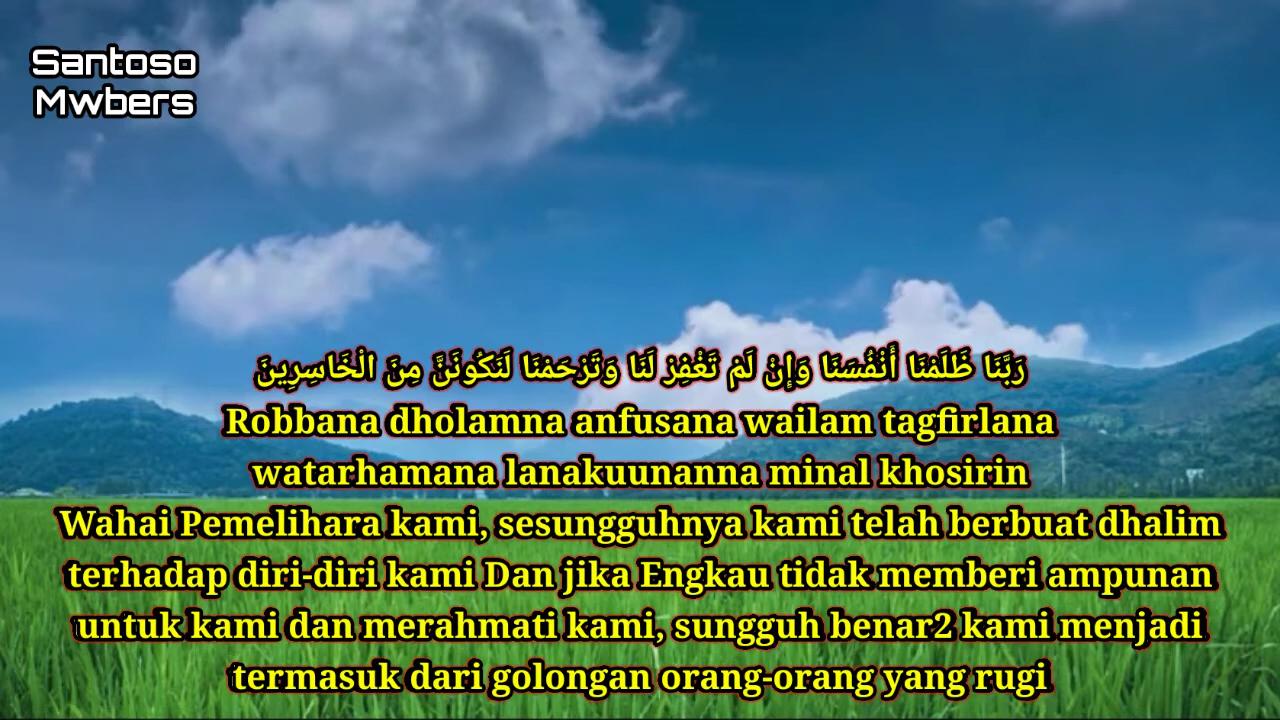 Santoso
Mwbers
رَبَّنَا ظَلَمْنَا أَنْفُسَنَا وَإِنْ لَمْ تَغْفِرْ لَنَا وَتَرْحَمْنَا لَنَكُونَنَّ مِنَ الْخَاسِرِينَ
Robbana dholamna anfusana wailam tagfirlana
watarhamana lanakuunanna minal khosirin
Wahai Pemelihara kami, sesungguhnya kami telah berbuat dhalim
terhadap diri-diri kami Dan jika Engkau tidak memberi ampunan
untuk kami dan merahmati kami, sungguh benar2 kami menjadi
termasuk dari golongan orang-orang yang rugi